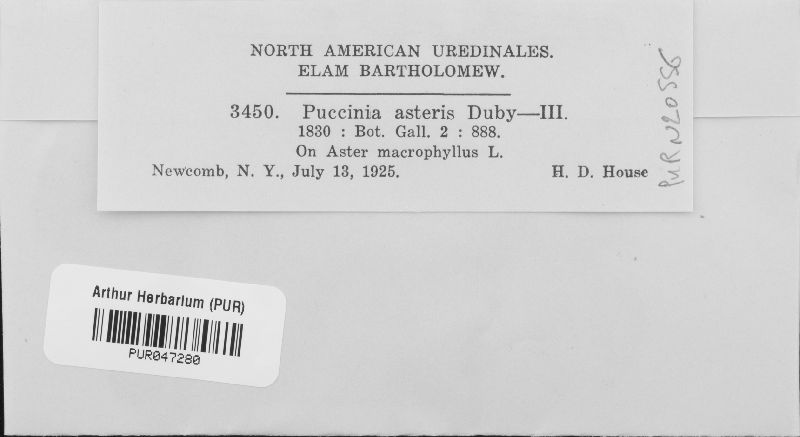 NORTH AMERICAN UREDINALES.
ELAM BARTHOLOMEW.
3450. Puccinia asteris Duby—III.
1830 : Bot. Gall. 2 : 888.
On Aster macrophyllus L.
Newcomb, N. Y., July 13, 1925. H. D. House
PUR N20556
Arthur Herbarium (PUR)
PUR047280